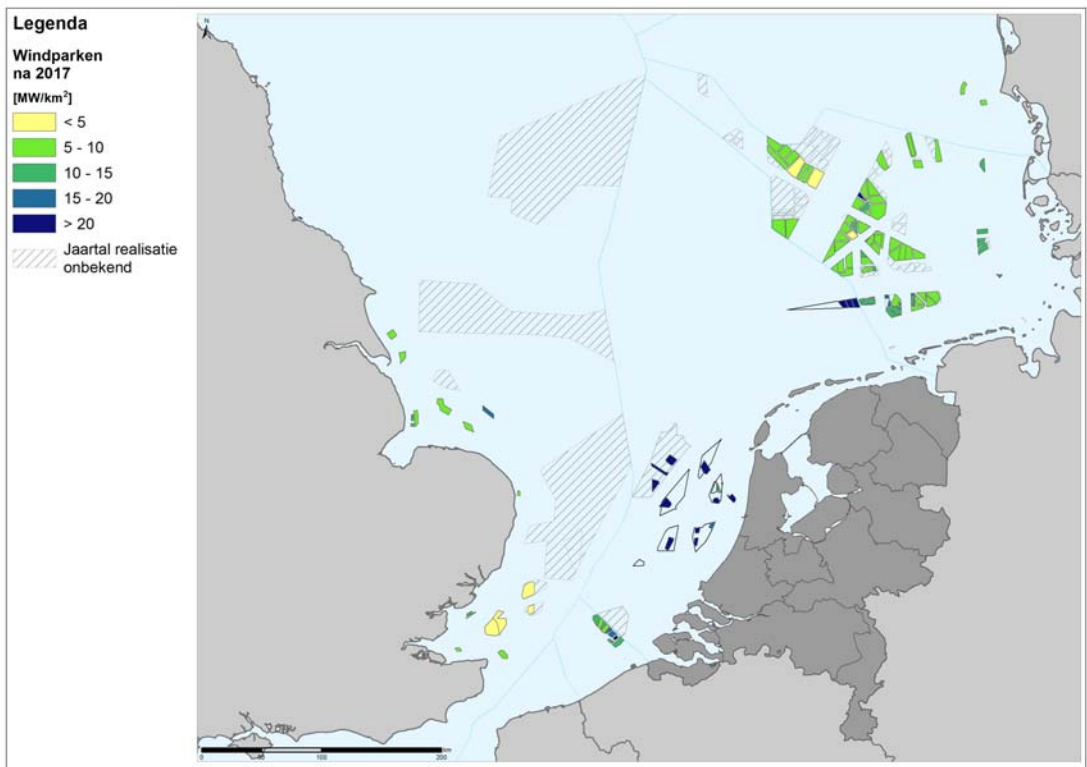 Legenda
Windparken
na 2017
[MW/km²]
< 5
5 - 10
10 - 15
15 - 20
> 20
Jaartal realisatie
onbekend
N
0 50 100 200
km